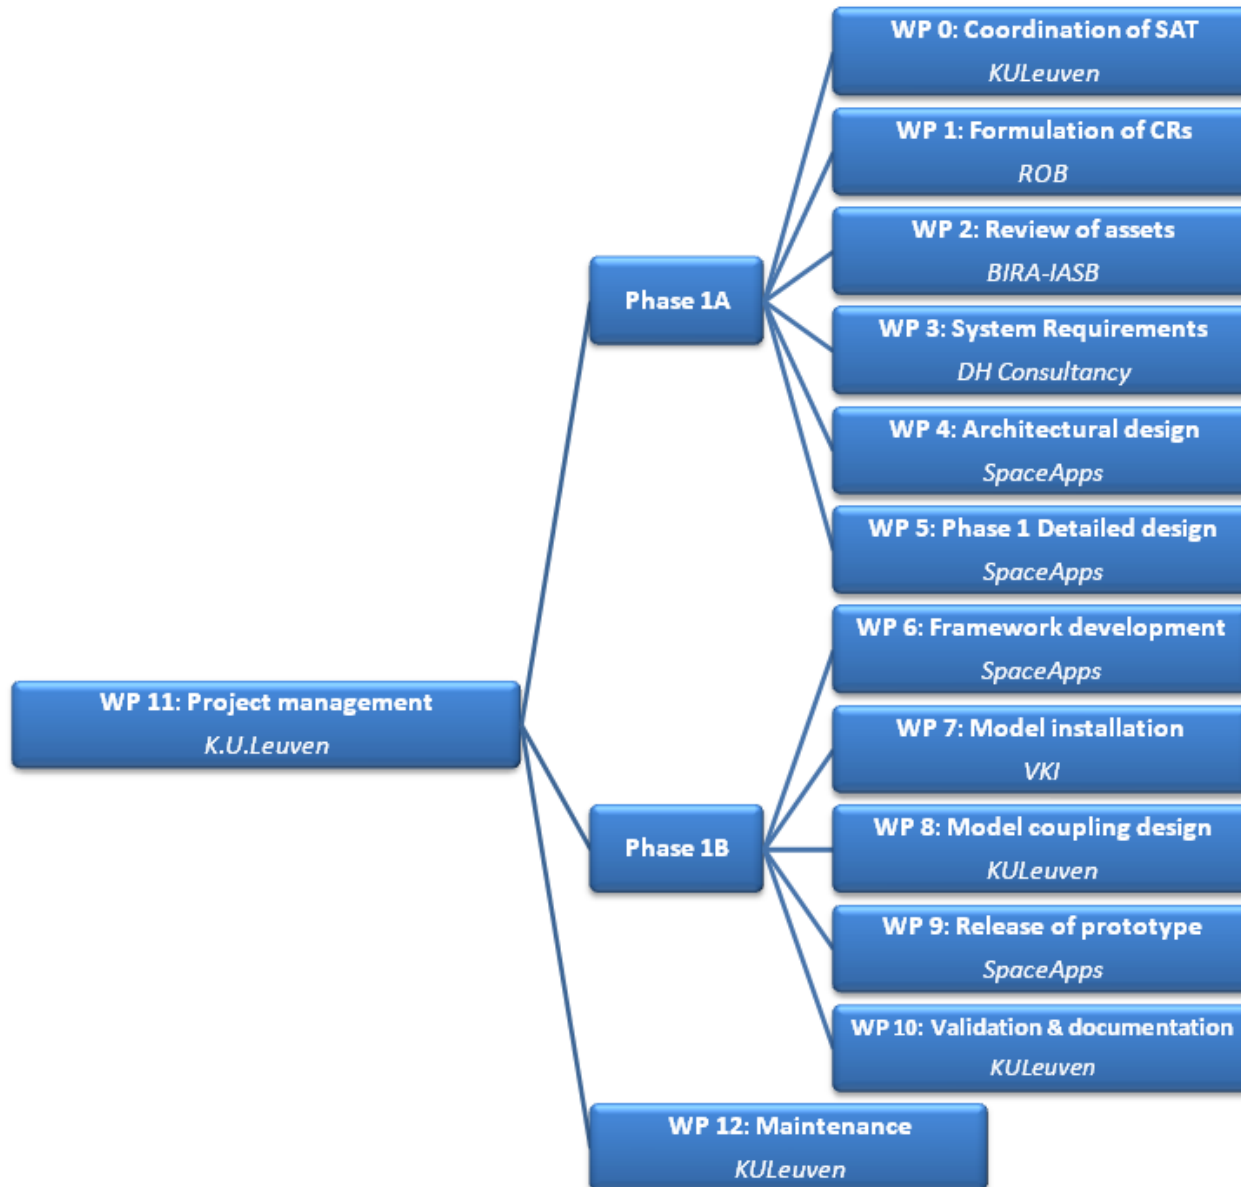 WP 0: Coordination of SAT
KULeuven
WP 1: Formulation of CRs
ROB
WP 2: Review of assets
BIRA-IASB
Phase 1A
WP 3: System Requirements
DH Consultancy
WP 4: Architectural design
SpaceApps
WP 5: Phase 1 Detailed design
SpaceApps
WP 6: Framework development
SpaceApps
WP 11: Project management
K.U.Leuven
WP 7: Model installation
VKI
Phase 1B
WP 8: Model coupling design
KULeuven
WP 9: Release of prototype
SpaceApps
WP 10: Validation & documentation
KULeuven
WP 12: Maintenance
KULeuven